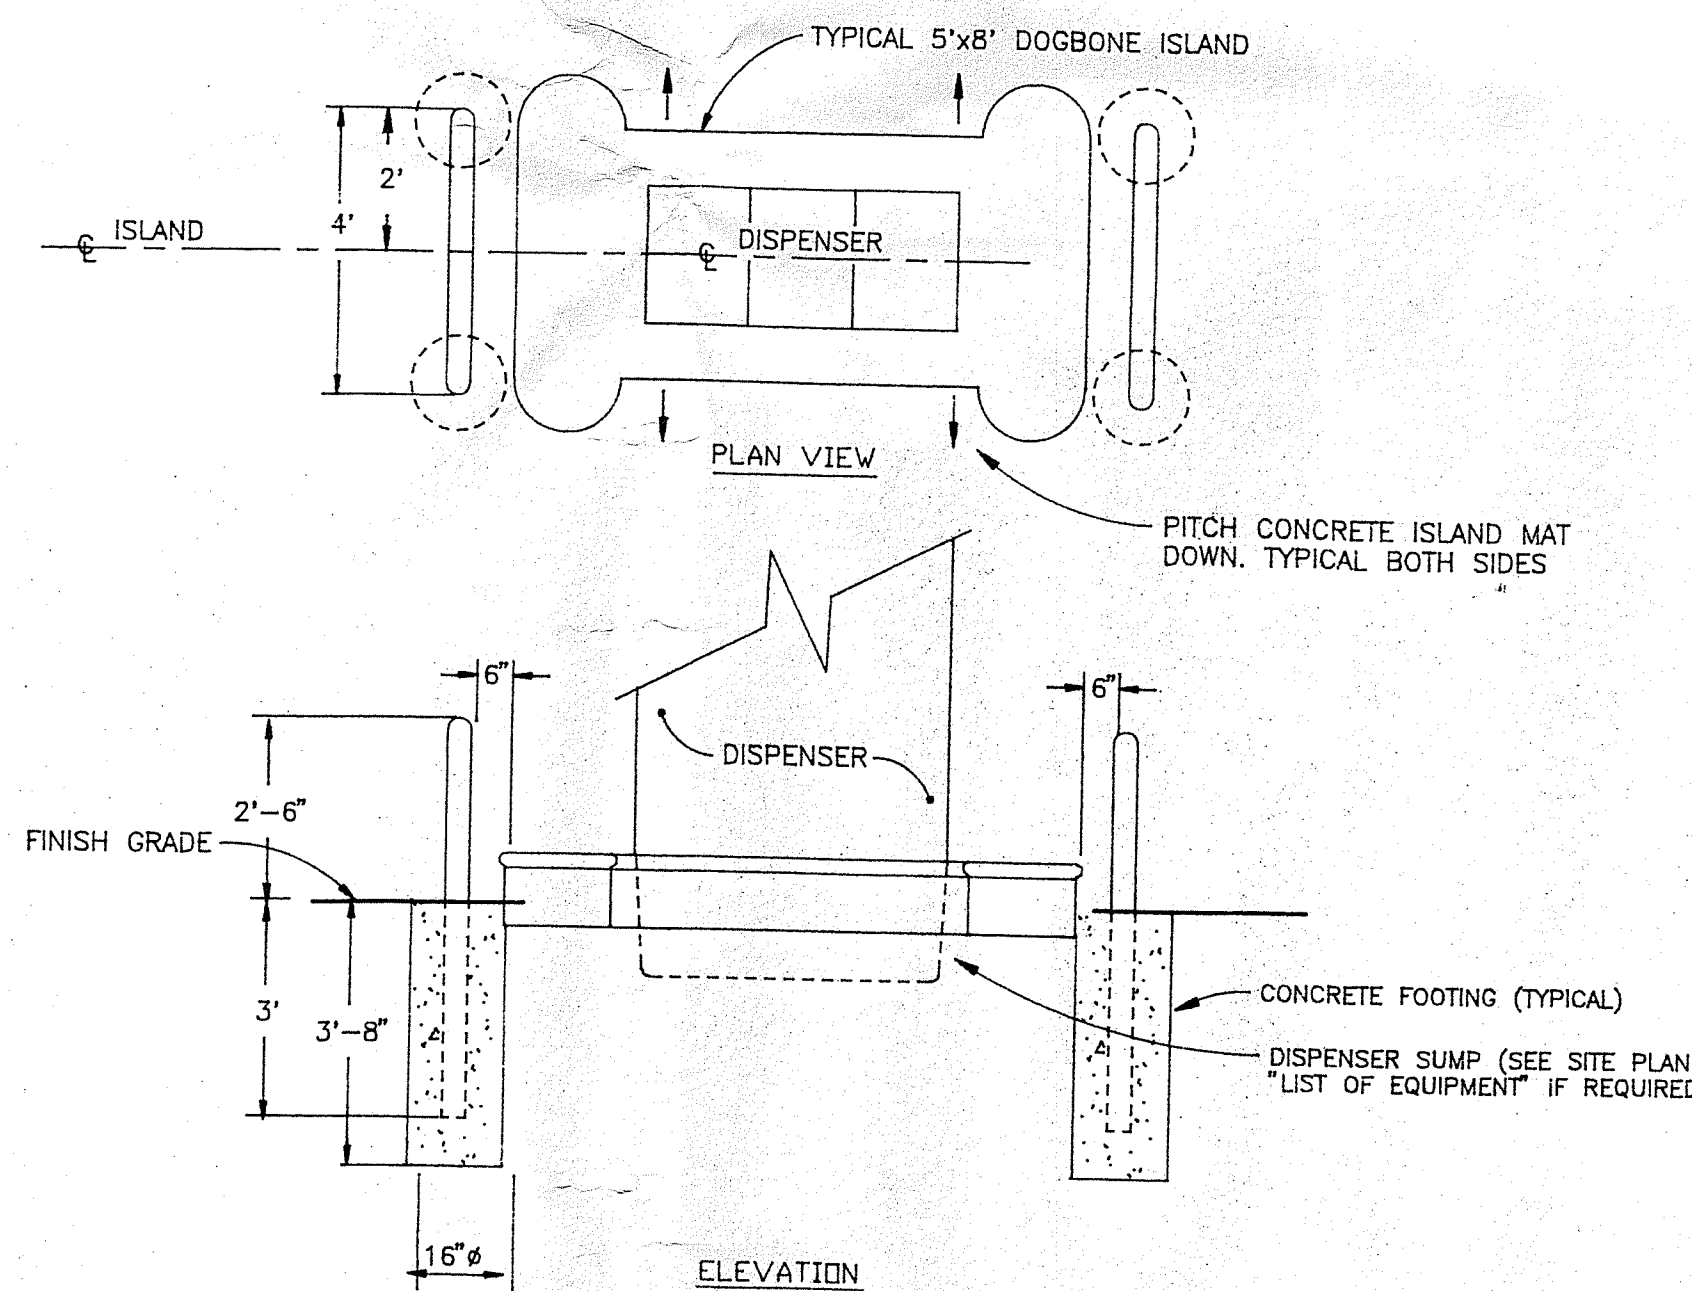 TYPICAL 5'x8' DOGBONE ISLAND
2'
4'
℄ ISLAND
℄ DISPENSER
PLAN VIEW
PITCH CONCRETE ISLAND MAT
DOWN. TYPICAL BOTH SIDES
6"
6"
DISPENSER
2'-6"
FINISH GRADE
3'
3'-8"
CONCRETE FOOTING (TYPICAL)
DISPENSER SUMP (SEE SITE PLAN
"LIST OF EQUIPMENT" IF REQUIRED
16"ø
ELEVATION